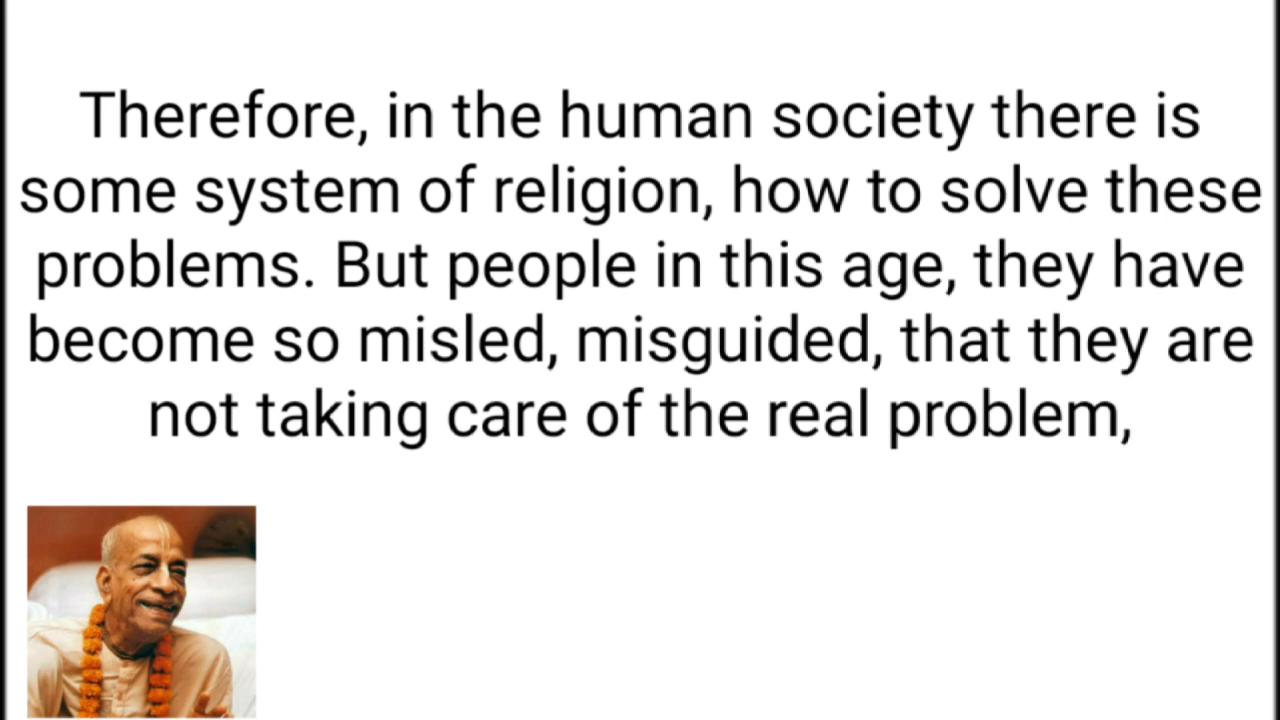 Therefore, in the human society there is
some system of religion, how to solve these
problems. But people in this age, they have
become so misled, misguided, that they are
not taking care of the real problem,